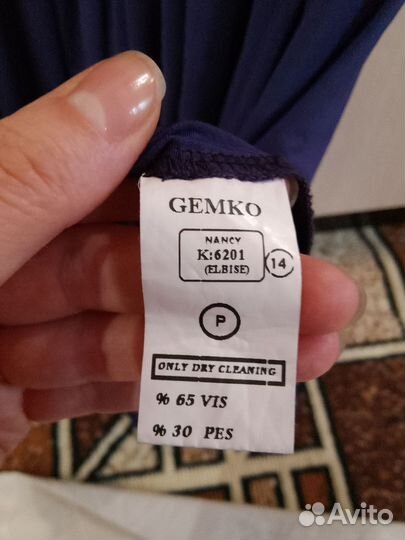 GEMKO
NANCY
K:6201
(ELBISE)
14
P
ONLY DRY CLEANING
% 65 VIS
% 30 PES
Avito